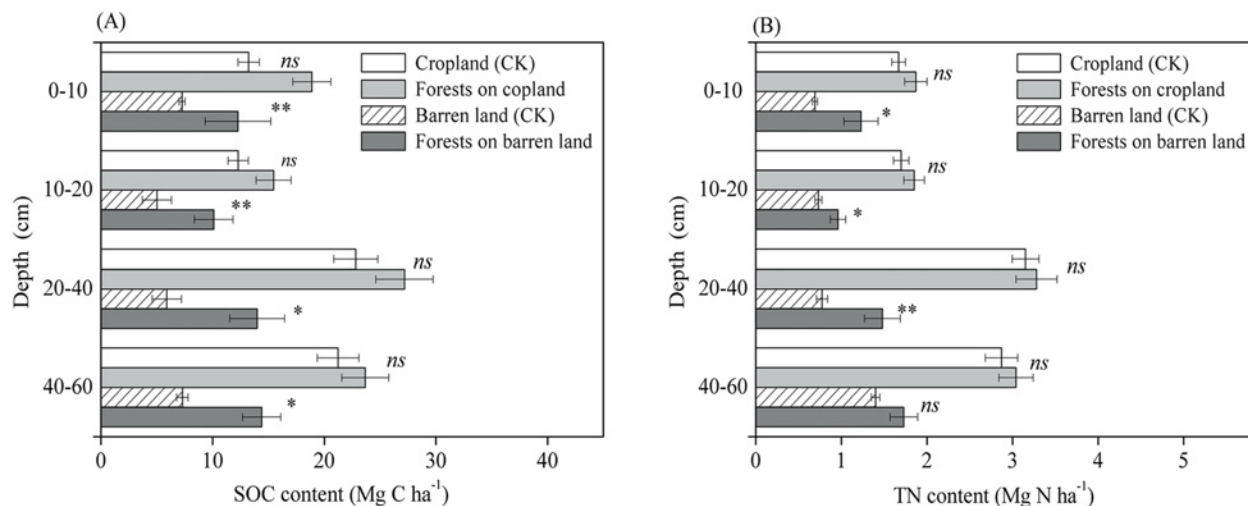 (A)
Cropland (CK)
Forests on copland
Barren land (CK)
Forests on barren land
ns
**
ns
**
ns
*
ns
*
0-10
10-20
20-40
40-60
Depth (cm)
0
10
20
30
40
SOC content (Mg C ha⁻¹)
(B)
Cropland (CK)
Forests on cropland
Barren land (CK)
Forests on barren land
ns
*
ns
*
ns
**
ns
ns
0-10
10-20
20-40
40-60
Depth (cm)
0
1
2
3
4
5
TN content (Mg N ha⁻¹)